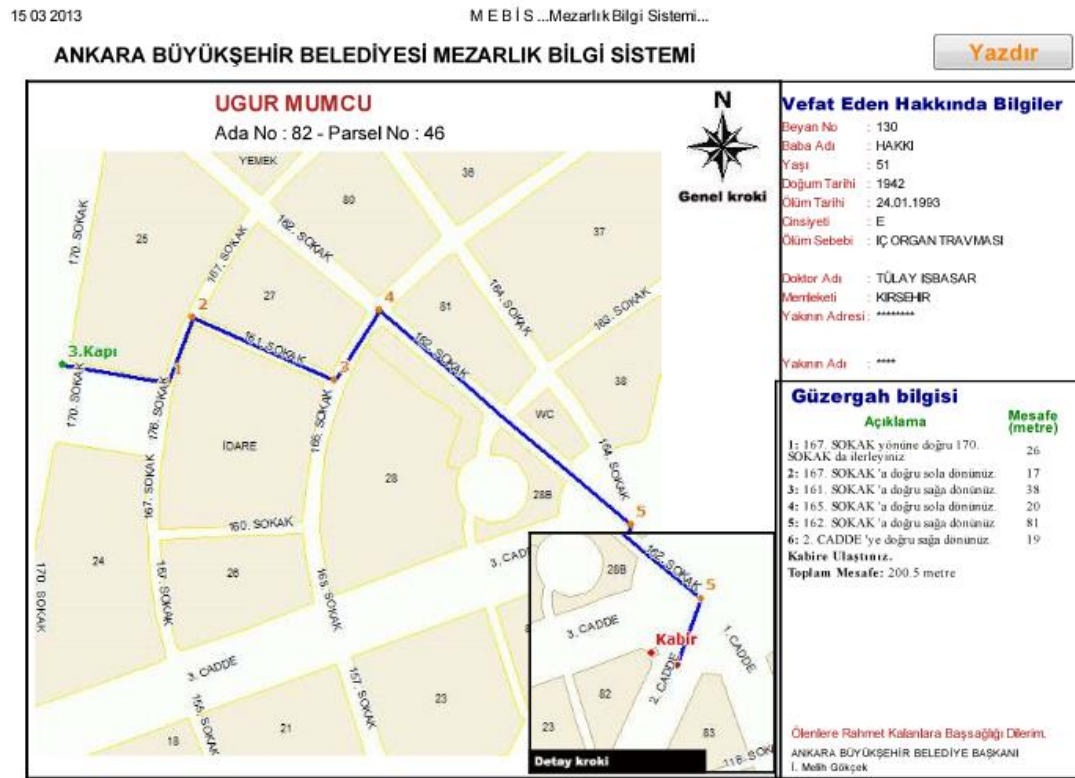 15 03 2013
M E B İ S ...Mezarlık Bilgi Sistemi...
ANKARA BÜYÜKŞEHİR BELEDİYESİ MEZARLIK BİLGİ SİSTEMİ
Yazdır
UGUR MUMCU
Ada No : 82 - Parsel No : 46
N
Genel kroki
YEMEK
36
80
25
37
170. SOKAK
167. SOKAK
162. SOKAK
164. SOKAK
163. SOKAK
2
27
4
81
161. SOKAK
162. SOKAK
3.Kapı
1
3
170. SOKAK
176. SOKAK
165. SOKAK
38
WC
İDARE
164. SOKAK
28
28B
167. SOKAK
160. SOKAK
5
24
26
3. CADDE
170. SOKAK
167. SOKAK
165. SOKAK
3. CADDE
157. SOKAK
23
155. SOKAK
21
18
28B
162. SOKAK
5
3. CADDE
1. CADDE
Kabir
2. CADDE
82
23
83
118. SOK
Detay kroki
Vefat Eden Hakkında Bilgiler
Beyan No : 130
Baba Adı : HAKKI
Yaşı : 51
Doğum Tarihi : 1942
Ölüm Tarihi : 24.01.1993
Cinsiyeti : E
Ölüm Sebebi : IÇ ORGAN TRAVMASI
Doktor Adı : TÜLAY ISBASAR
Memleketi : KIRSEHIR
Yakının Adresi : ********
Yakının Adı : ****
Güzergah bilgisi
Açıklama Mesafe
(metre)
1: 167. SOKAK yönüne doğru 170.
SOKAK da ilerleyiniz 26
2: 167. SOKAK 'a doğru sola dönünüz. 17
3: 161. SOKAK 'a doğru sağa dönünüz. 38
4: 165. SOKAK 'a doğru sola dönünüz. 20
5: 162. SOKAK 'a doğru sağa dönünüz 81
6: 2. CADDE 'ye doğru sağa dönünüz. 19
Kabire Ulaştınız.
Toplam Mesafe: 200.5 metre
Ölenlere Rahmet Kalanlara Başsağlığı Dilerim.
ANKARA BÜYÜKŞEHİR BELEDİYE BAŞKANI
İ. Melih Gökçek